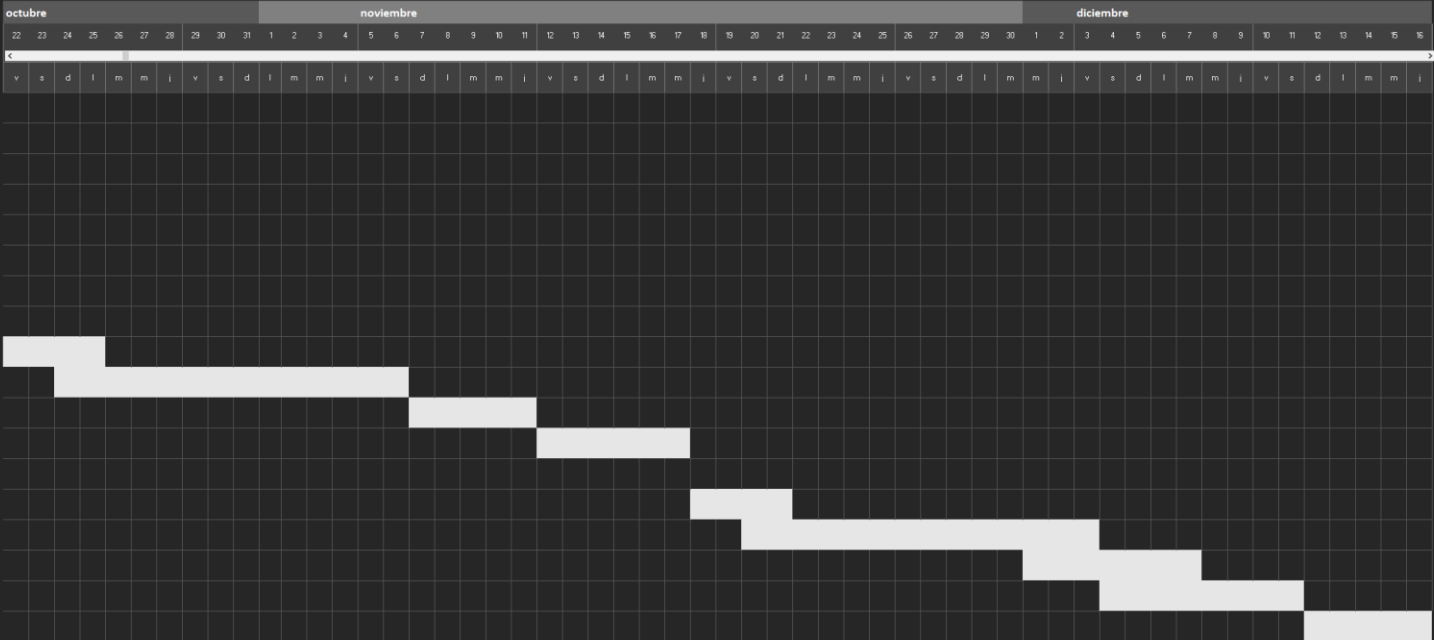 octubre noviembre diciembre
22 23 24 25 26 27 28 29 30 31 1 2 3 4 5 6 7 8 9 10 11 12 13 14 15 16 17 18 19 20 21 22 23 24 25 26 27 28 29 30 1 2 3 4 5 6 7 8 9 10 11 12 13 14 15 16
v s d l m m j v s d l m m j v s d l m m j v s d l m m j v s d l m m j v s d l m m j v s d l m m j v s d l m m j